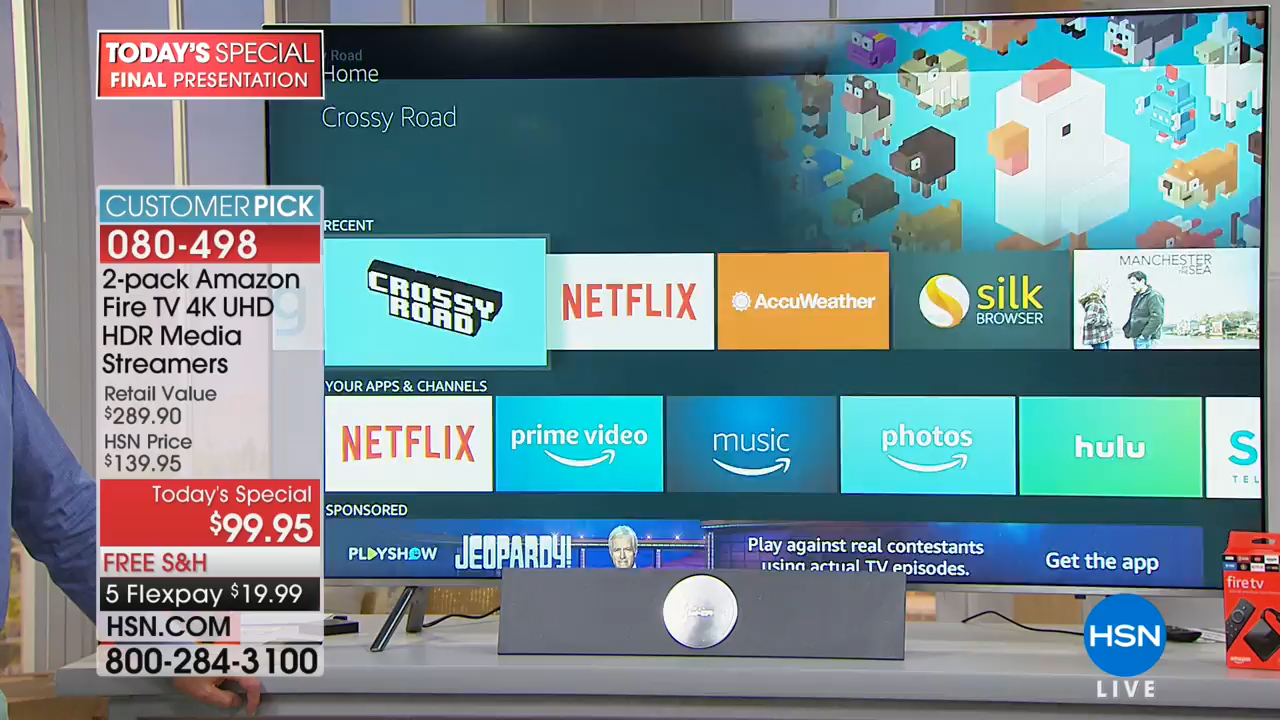 TODAY'S SPECIAL
FINAL PRESENTATION
CUSTOMER PICK
080-498
2-pack Amazon
Fire TV 4K UHD
HDR Media
Streamers
Retail Value
$289.90
HSN Price
$139.95
Today's Special
$99.95
FREE S&H
5 Flexpay $19.99
HSN.COM
800-284-3100
y Road
Home
Crossy Road
RECENT
CROSSY
ROAD
NETFLIX
AccuWeather
silk
BROWSER
MANCHESTER
BY THE
SEA
YOUR APPS & CHANNELS
NETFLIX
prime video
music
photos
hulu
S
TEL
SPONSORED
PLAYSHOW
JEOPARDY!
Play against real contestants
using actual TV episodes.
Get the app
fire tv
amazon
HSN
LIVE